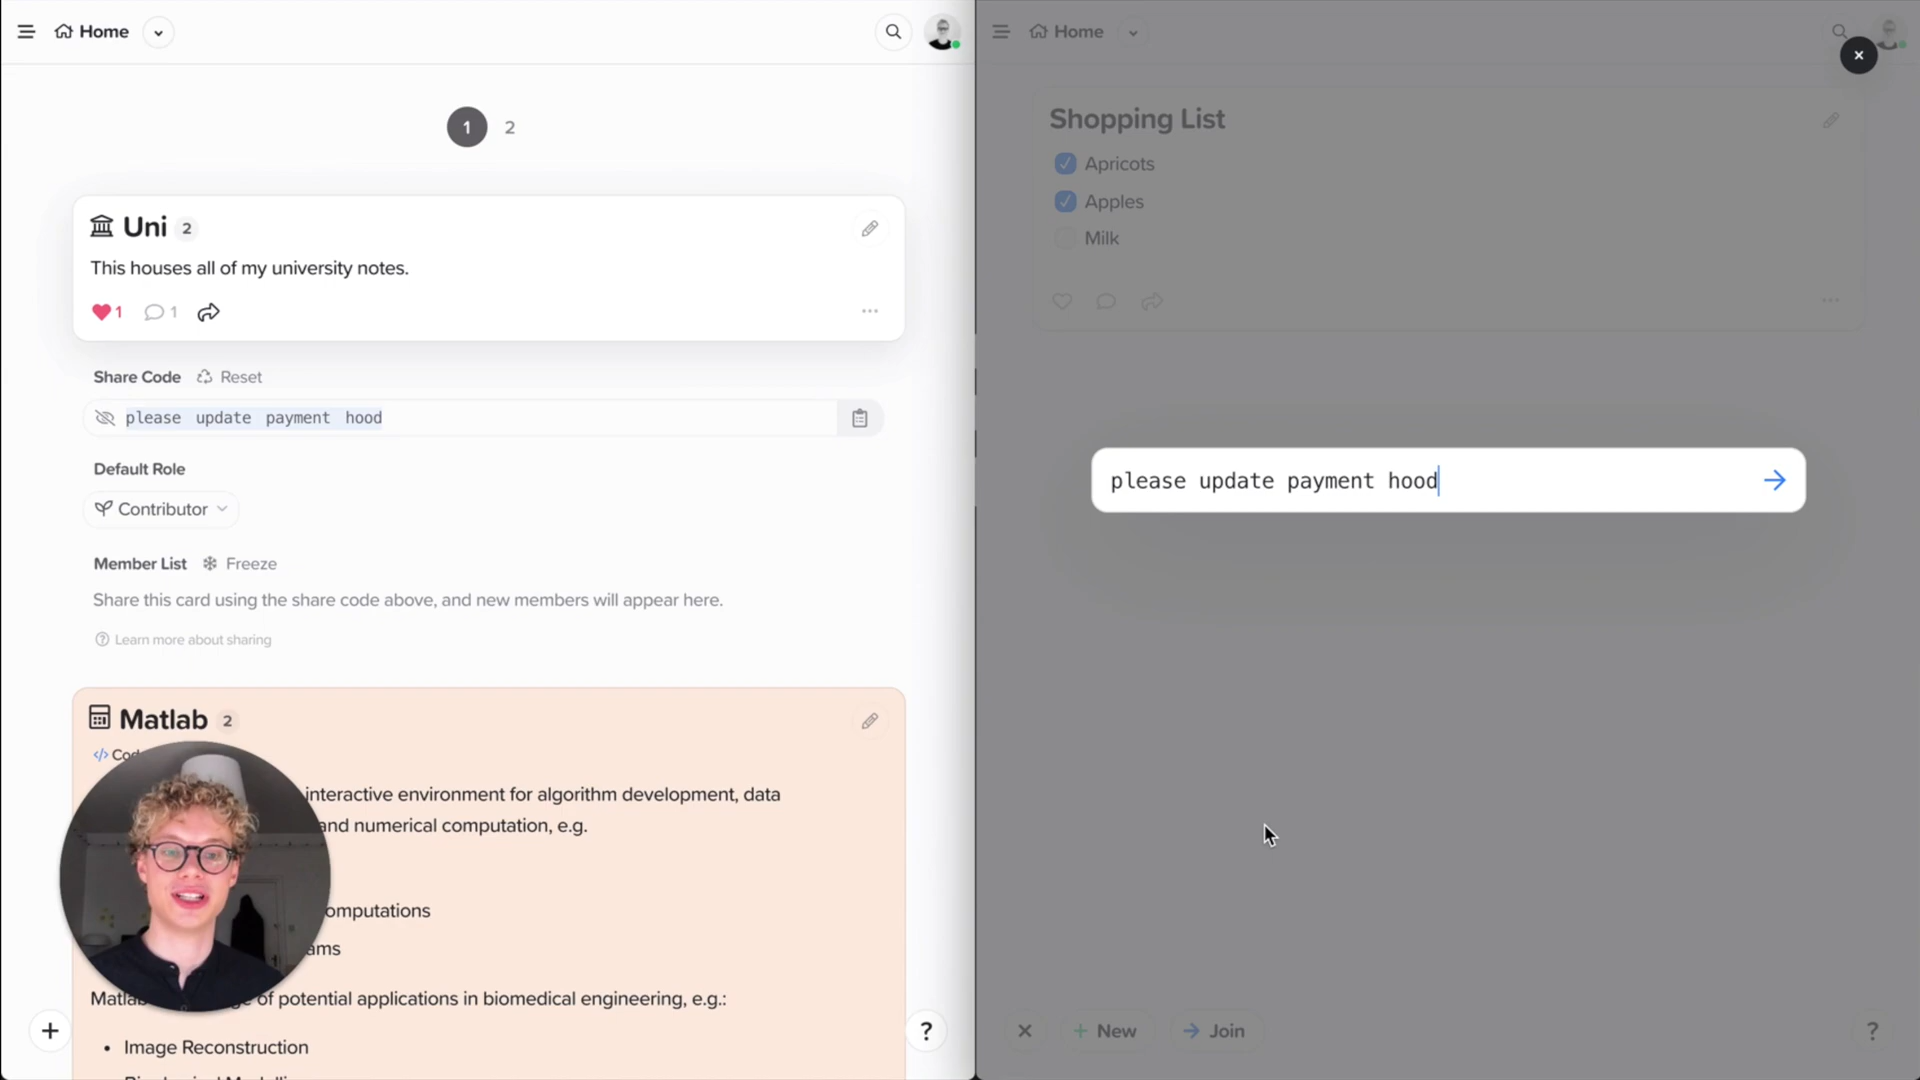 Home
1 2
Uni 2
This houses all of my university notes.
1 1
Share Code Reset
please update payment hood
Default Role
Contributor
Member List Freeze
Share this card using the share code above, and new members will appear here.
Learn more about sharing
Matlab 2
interactive environment for algorithm development, data
and numerical computation, e.g.
of potential applications in biomedical engineering, e.g.:
• Image Reconstruction
?
Home
Shopping List
Apricots
Apples
Milk
please update payment hood
+ New
Join
?